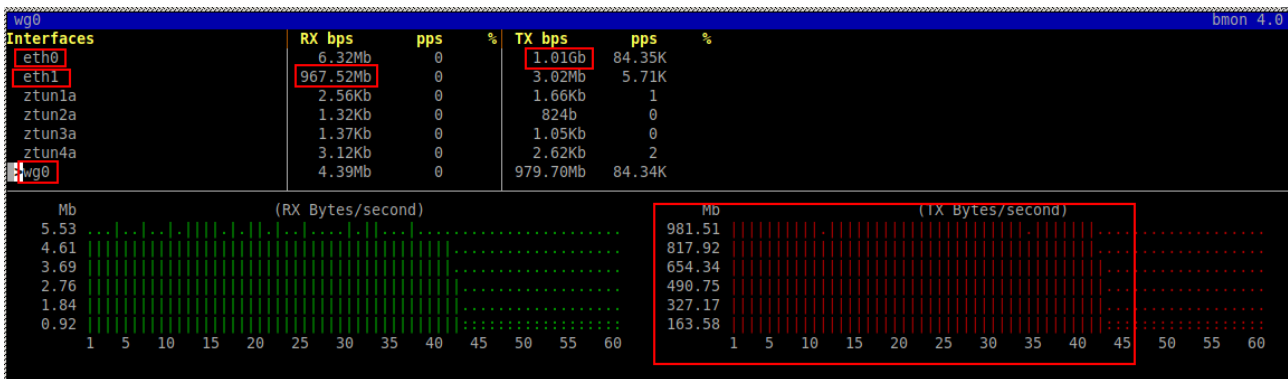 wg0 bmon 4.0
Interfaces RX bps pps % TX bps pps %
eth0 6.32Mb 0 1.01Gb 84.35K
eth1 967.52Mb 0 3.02Mb 5.71K
ztun1a 2.56Kb 0 1.66Kb 1
ztun2a 1.32Kb 0 824b 0
ztun3a 1.37Kb 0 1.05Kb 0
ztun4a 3.12Kb 0 2.62Kb 2
>wg0 4.39Mb 0 979.70Mb 84.34K
Mb (RX Bytes/second) Mb (TX Bytes/second)
5.53 981.51
4.61 817.92
3.69 654.34
2.76 490.75
1.84 327.17
0.92 163.58
1 5 10 15 20 25 30 35 40 45 50 55 60 1 5 10 15 20 25 30 35 40 45 50 55 60